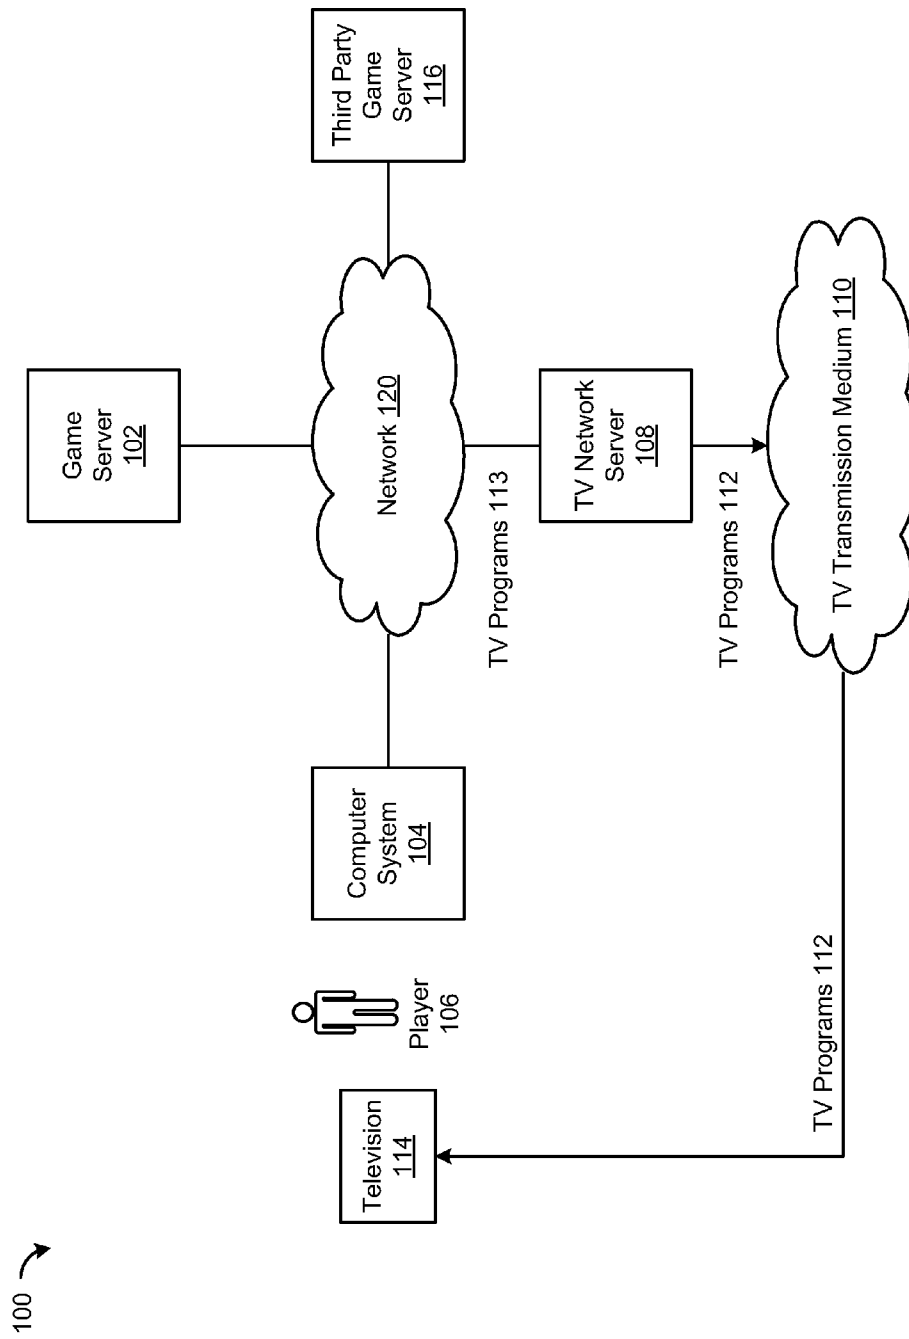 100
Game
Server
102
Third Party
Game
Server
116
Network 120
Computer
System
104
Player
106
Television
114
TV Programs 113
TV Network
Server
108
TV Programs 112
TV Transmission Medium 110
TV Programs 112